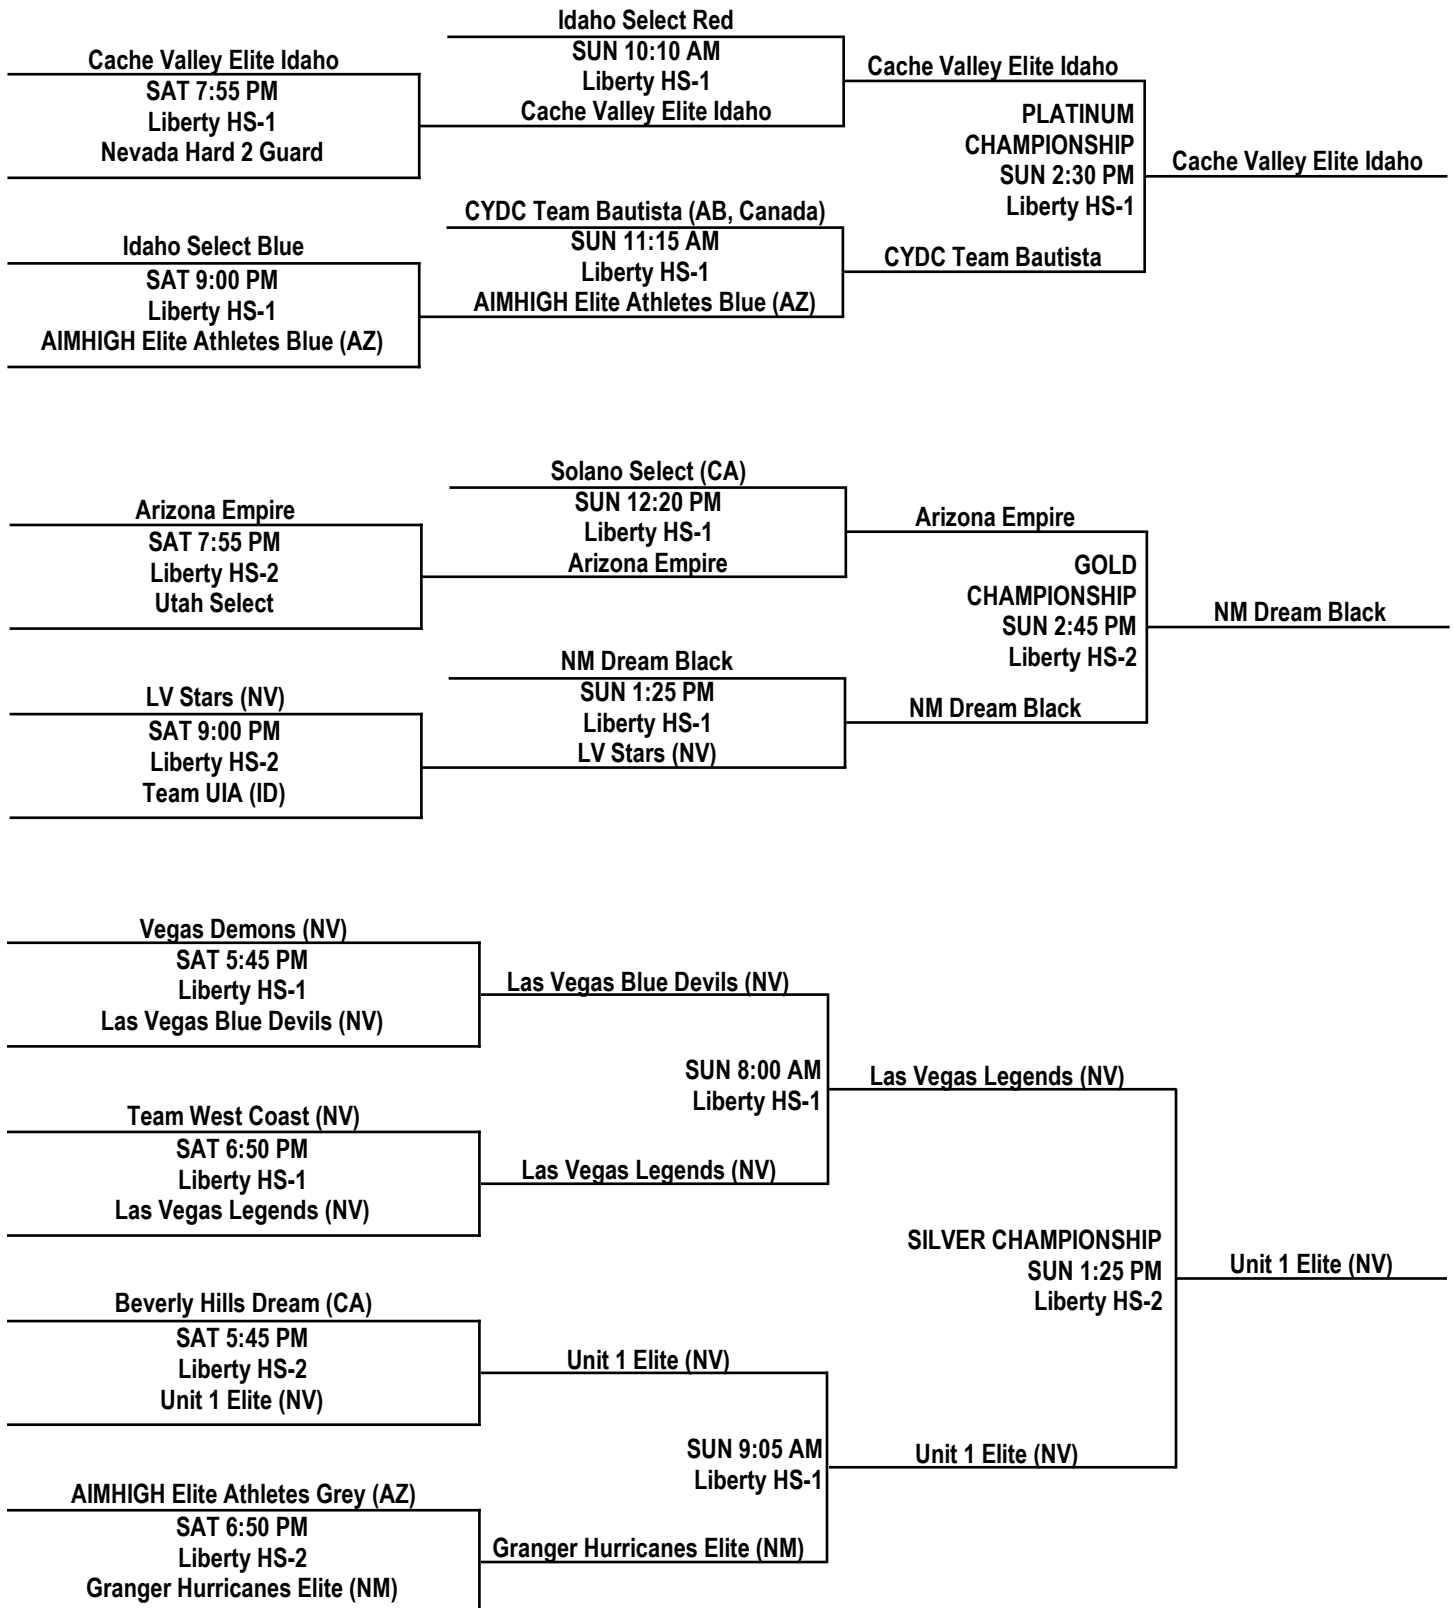 Idaho Select Red
Cache Valley Elite Idaho
SUN 10:10 AM
Cache Valley Elite Idaho
SAT 7:55 PM
Liberty HS-1
Liberty HS-1
Cache Valley Elite Idaho
PLATINUM
Nevada Hard 2 Guard
CHAMPIONSHIP
Cache Valley Elite Idaho
SUN 2:30 PM
CYDC Team Bautista (AB, Canada)
Liberty HS-1
Idaho Select Blue
SUN 11:15 AM
CYDC Team Bautista
SAT 9:00 PM
Liberty HS-1
Liberty HS-1
AIMHIGH Elite Athletes Blue (AZ)
AIMHIGH Elite Athletes Blue (AZ)
Solano Select (CA)
Arizona Empire
SUN 12:20 PM
Arizona Empire
SAT 7:55 PM
Liberty HS-1
Liberty HS-2
Arizona Empire
GOLD
Utah Select
CHAMPIONSHIP
NM Dream Black
SUN 2:45 PM
NM Dream Black
Liberty HS-2
LV Stars (NV)
SUN 1:25 PM
NM Dream Black
SAT 9:00 PM
Liberty HS-1
Liberty HS-2
LV Stars (NV)
Team UIA (ID)
Vegas Demons (NV)
SAT 5:45 PM
Las Vegas Blue Devils (NV)
Liberty HS-1
Las Vegas Blue Devils (NV)
SUN 8:00 AM
Las Vegas Legends (NV)
Liberty HS-1
Team West Coast (NV)
SAT 6:50 PM
Las Vegas Legends (NV)
Liberty HS-1
Las Vegas Legends (NV)
SILVER CHAMPIONSHIP
SUN 1:25 PM
Unit 1 Elite (NV)
Liberty HS-2
Beverly Hills Dream (CA)
SAT 5:45 PM
Unit 1 Elite (NV)
Liberty HS-2
Unit 1 Elite (NV)
SUN 9:05 AM
Unit 1 Elite (NV)
Liberty HS-1
AIMHIGH Elite Athletes Grey (AZ)
SAT 6:50 PM
Granger Hurricanes Elite (NM)
Liberty HS-2
Granger Hurricanes Elite (NM)